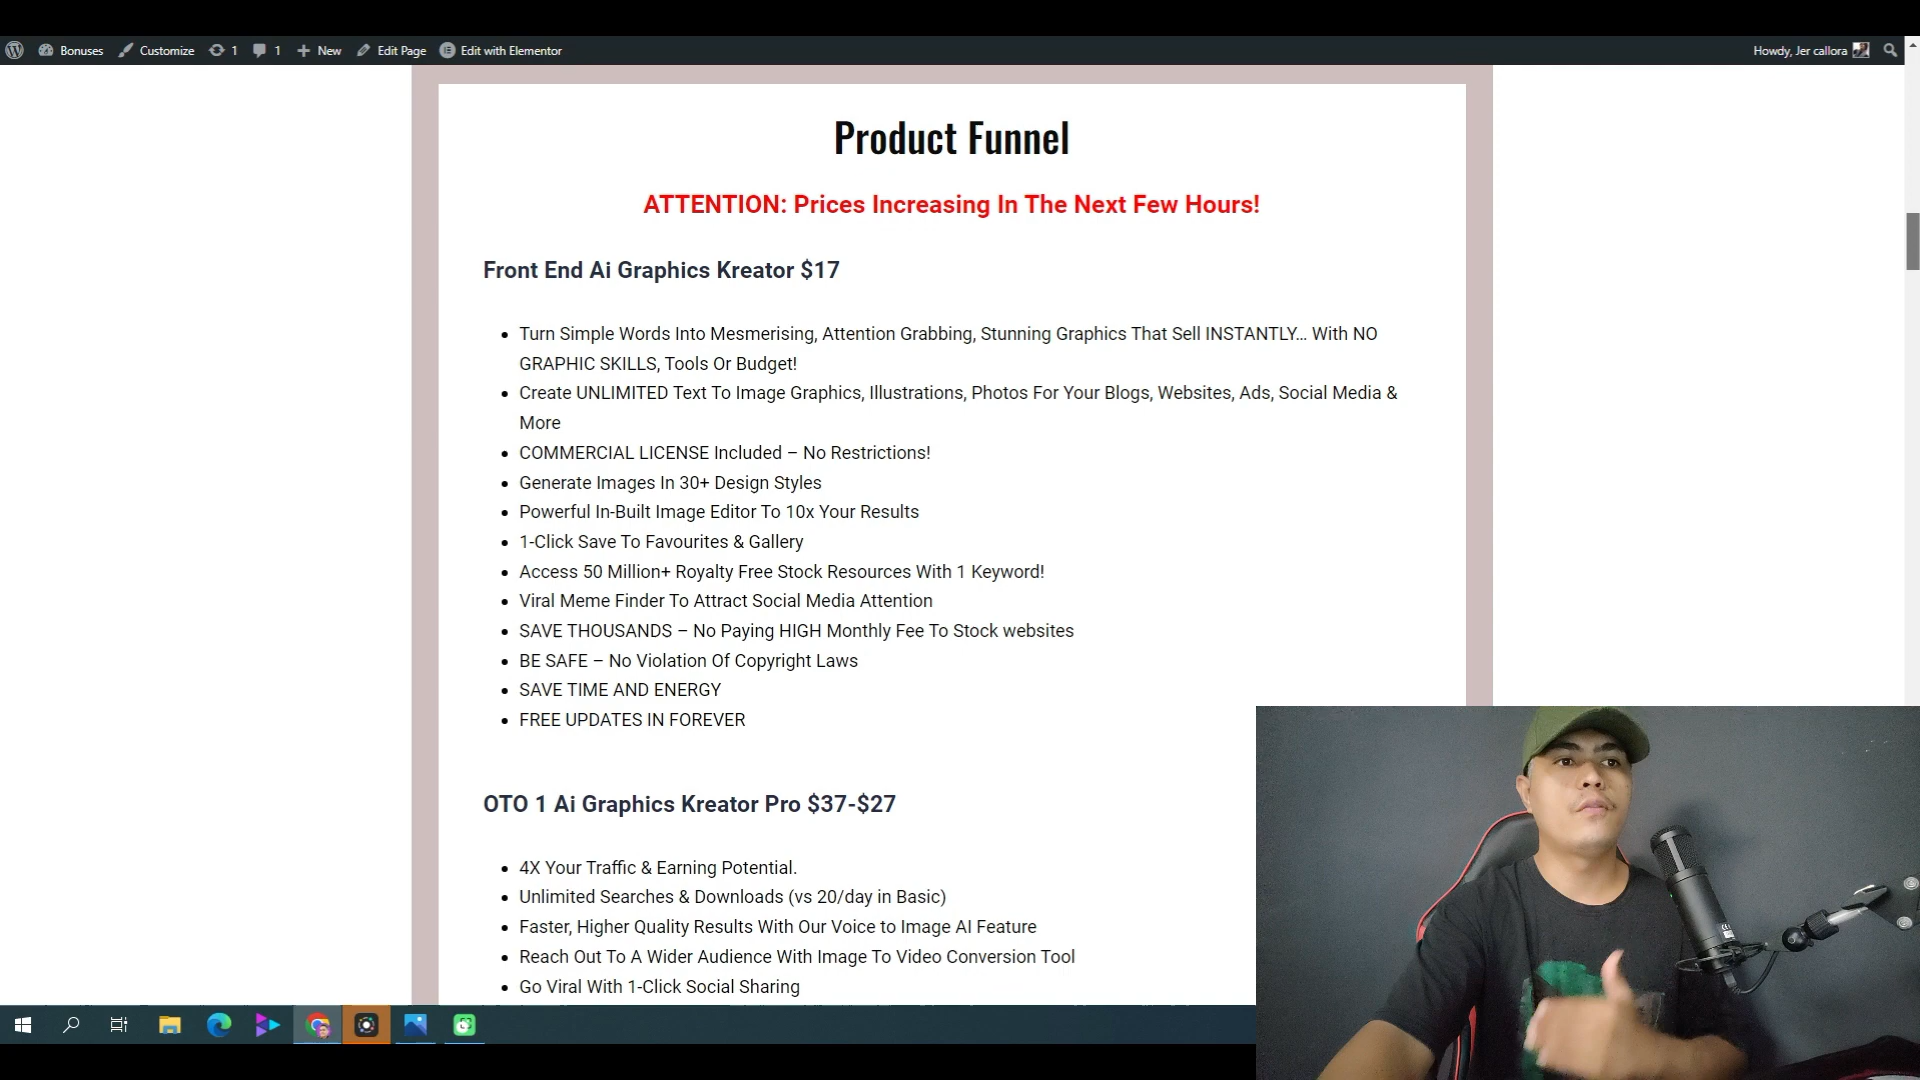 Bonuses Customize 1 1 New Edit Page Edit with Elementor Howdy, Jer callora
Product Funnel
ATTENTION: Prices Increasing In The Next Few Hours!
Front End Ai Graphics Kreator $17
Turn Simple Words Into Mesmerising, Attention Grabbing, Stunning Graphics That Sell INSTANTLY... With NO
GRAPHIC SKILLS, Tools Or Budget!
Create UNLIMITED Text To Image Graphics, Illustrations, Photos For Your Blogs, Websites, Ads, Social Media &
More
COMMERCIAL LICENSE Included – No Restrictions!
Generate Images In 30+ Design Styles
Powerful In-Built Image Editor To 10x Your Results
1-Click Save To Favourites & Gallery
Access 50 Million+ Royalty Free Stock Resources With 1 Keyword!
Viral Meme Finder To Attract Social Media Attention
SAVE THOUSANDS – No Paying HIGH Monthly Fee To Stock websites
BE SAFE – No Violation Of Copyright Laws
SAVE TIME AND ENERGY
FREE UPDATES IN FOREVER
OTO 1 Ai Graphics Kreator Pro $37-$27
4X Your Traffic & Earning Potential.
Unlimited Searches & Downloads (vs 20/day in Basic)
Faster, Higher Quality Results With Our Voice to Image AI Feature
Reach Out To A Wider Audience With Image To Video Conversion Tool
Go Viral With 1-Click Social Sharing